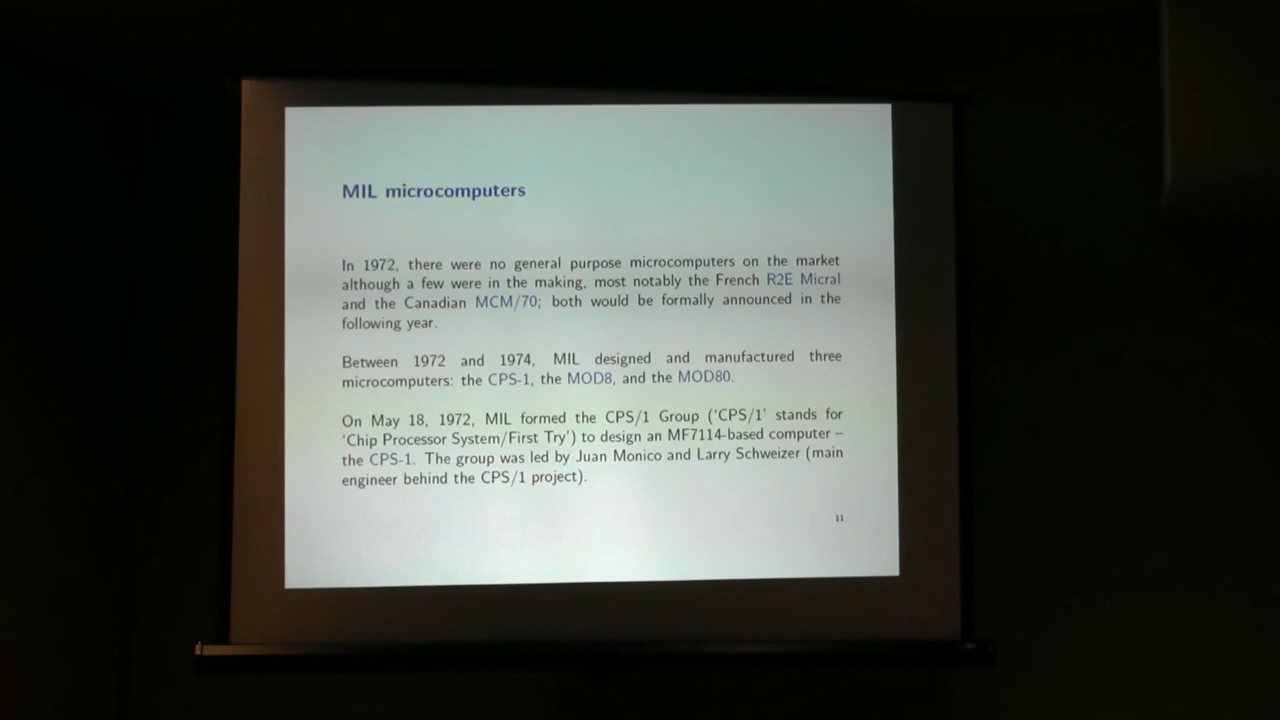 MIL microcomputers
In 1972, there were no general purpose microcomputers on the market
although a few were in the making, most notably the French R2E Micral
and the Canadian MCM/70; both would be formally announced in the
following year.
Between 1972 and 1974, MIL designed and manufactured three
microcomputers: the CPS-1, the MOD8, and the MOD80.
On May 18, 1972, MIL formed the CPS/1 Group ('CPS/1' stands for
'Chip Processor System/First Try') to design an MF7114-based computer –
the CPS-1. The group was led by Juan Monico and Larry Schweizer (main
engineer behind the CPS/1 project).
11